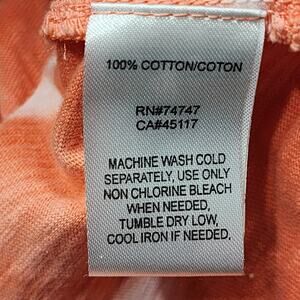 100% COTTON/COTON
RN#74747
CA#45117
MACHINE WASH COLD
SEPARATELY, USE ONLY
NON CHLORINE BLEACH
WHEN NEEDED,
TUMBLE DRY LOW,
COOL IRON IF NEEDED,